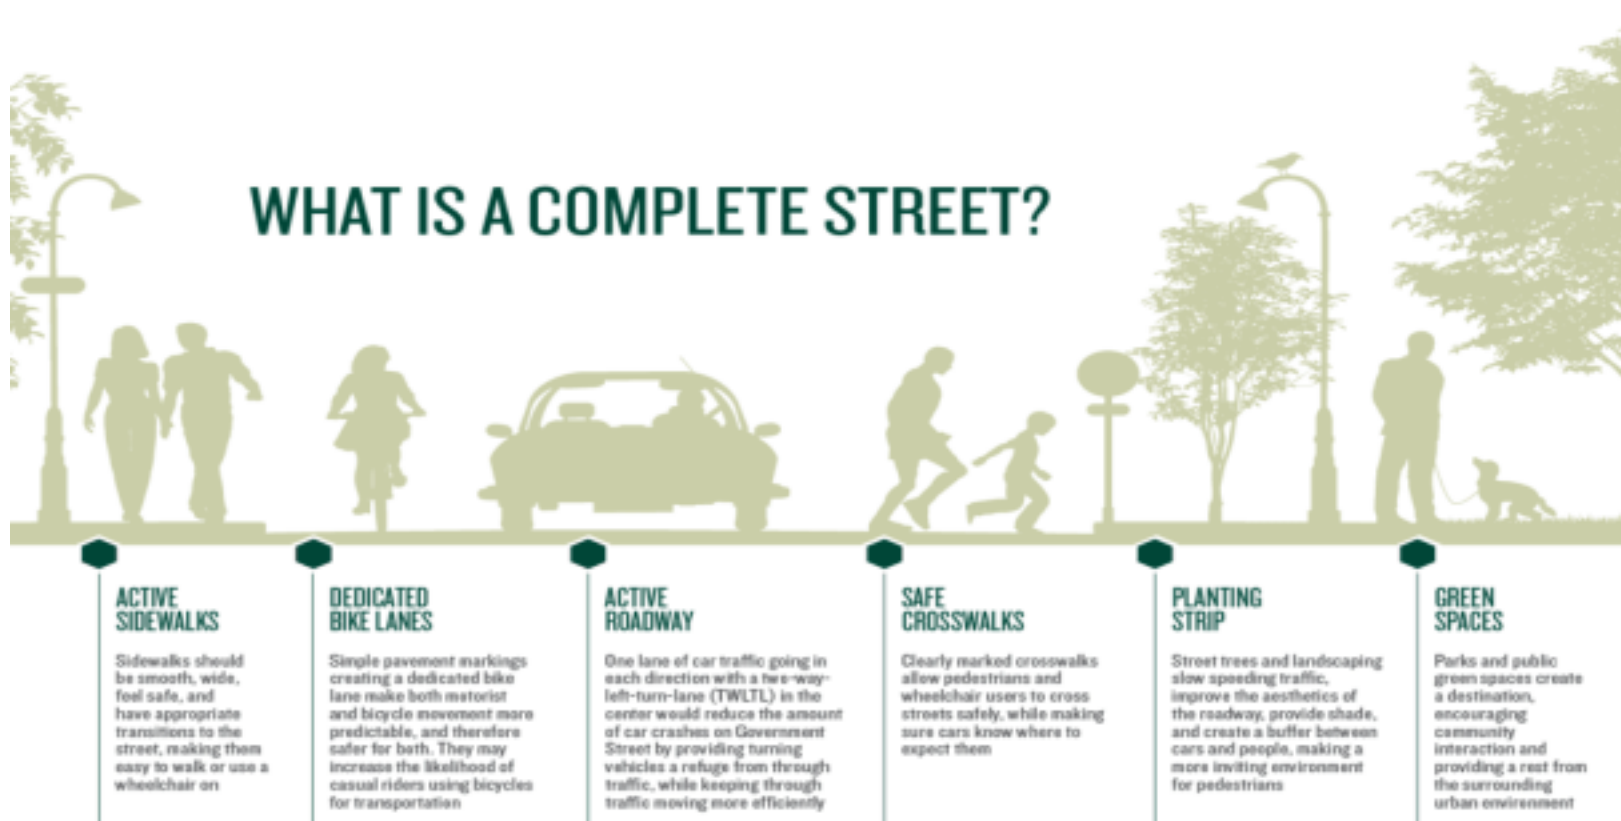 WHAT IS A COMPLETE STREET?
ACTIVE
SIDEWALKS
Sidewalks should
be smooth, wide,
feel safe, and
have appropriate
transitions to the
street, making them
easy to walk or use a
wheelchair on
DEDICATED
BIKE LANES
Simple pavement markings
creating a dedicated bike
lane make both motorist
and bicycle movement more
predictable, and therefore
safer for both. They may
increase the likelihood of
casual riders using bicycles
for transportation
ACTIVE
ROADWAY
One lane of car traffic going in
each direction with a two-way-
left-turn-lane (TWLTL) in the
center would reduce the amount
of car crashes on Government
Street by providing turning
vehicles a refuge from through
traffic, while keeping through
traffic moving more efficiently
SAFE
CROSSWALKS
Clearly marked crosswalks
allow pedestrians and
wheelchair users to cross
streets safely, while making
sure cars know where to
expect them
PLANTING
STRIP
Street trees and landscaping
slow speeding traffic,
improve the aesthetics of
the roadway, provide shade,
and create a buffer between
cars and people, making a
more inviting environment
for pedestrians
GREEN
SPACES
Parks and public
green spaces create
a destination,
encouraging
community
interaction and
providing a rest from
the surrounding
urban environment